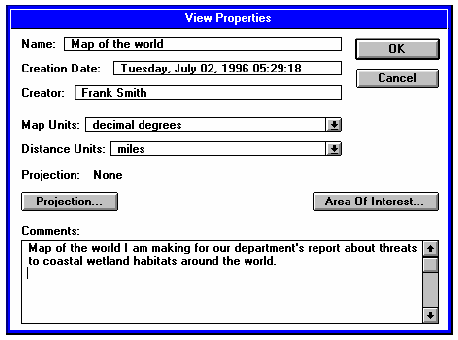 View Properties
Name: Map of the world
OK
Creation Date: Tuesday, July 02, 1996 05:29:18
Cancel
Creator: Frank Smith
Map Units: decimal degrees
Distance Units: miles
Projection: None
Projection...
Area Of Interest...
Comments:
Map of the world I am making for our department's report about threats
to coastal wetland habitats around the world.